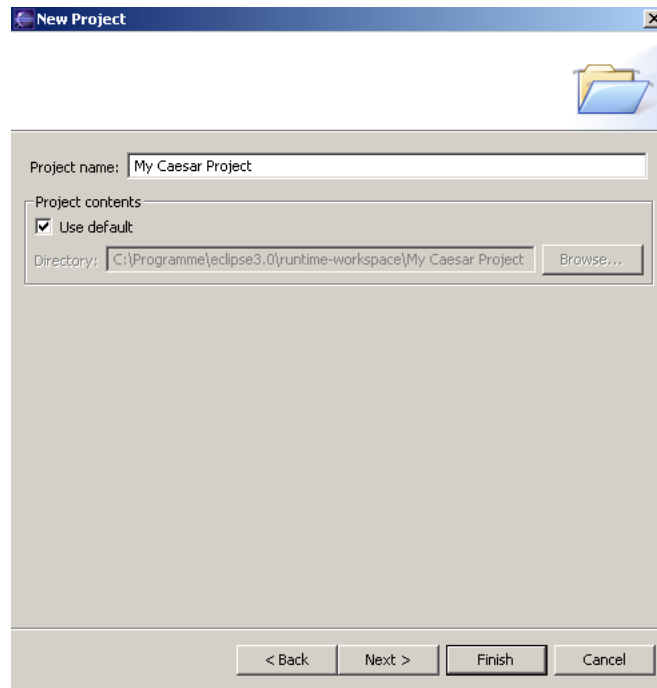 New Project
Project name: My Caesar Project
Project contents
Use default
Directory: C:\Programme\eclipse3.0\runtime-workspace\My Caesar Project Browse...
< Back Next > Finish Cancel